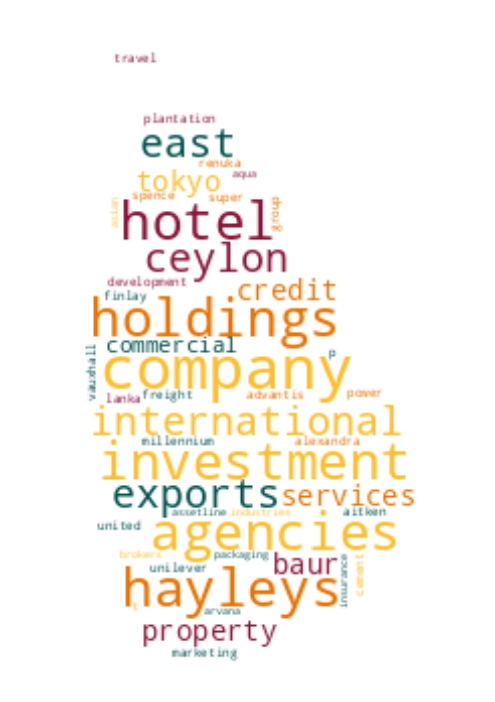 travel
plantation
east
renuka
tokyo
aqua
spence
super
asian
hotel
group
ceylon
development
credit
finlay
holdings
commercial
p
vauxhall
company
lanka
freight
advantis
power
international
millennium
alexandra
investment
exports
services
assetline
industries
aitken
united
agencies
brokers
packaging
baur
unilever
insurance
cement
hayleys
t
arvana
property
marketing